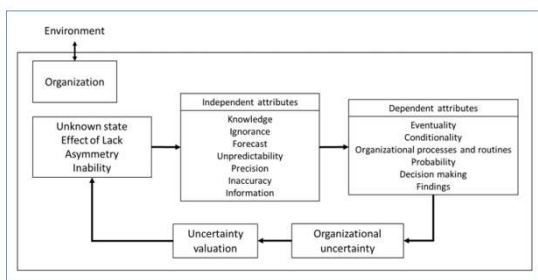 Environment
Organization
Unknown state
Effect of Lack
Asymmetry
Inability
Independent attributes
Knowledge
Ignorance
Forecast
Unpredictability
Precision
Inaccuracy
Information
Dependent attributes
Eventuality
Conditionality
Organizational processes and routines
Probability
Decision making
Findings
Uncertainty
valuation
Organizational
uncertainty